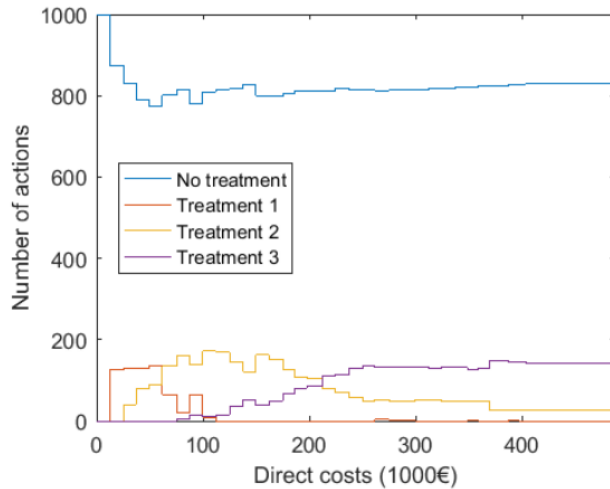 1000
800
600
400
200
0
Number of actions
No treatment
Treatment 1
Treatment 2
Treatment 3
0 100 200 300 400
Direct costs (1000€)